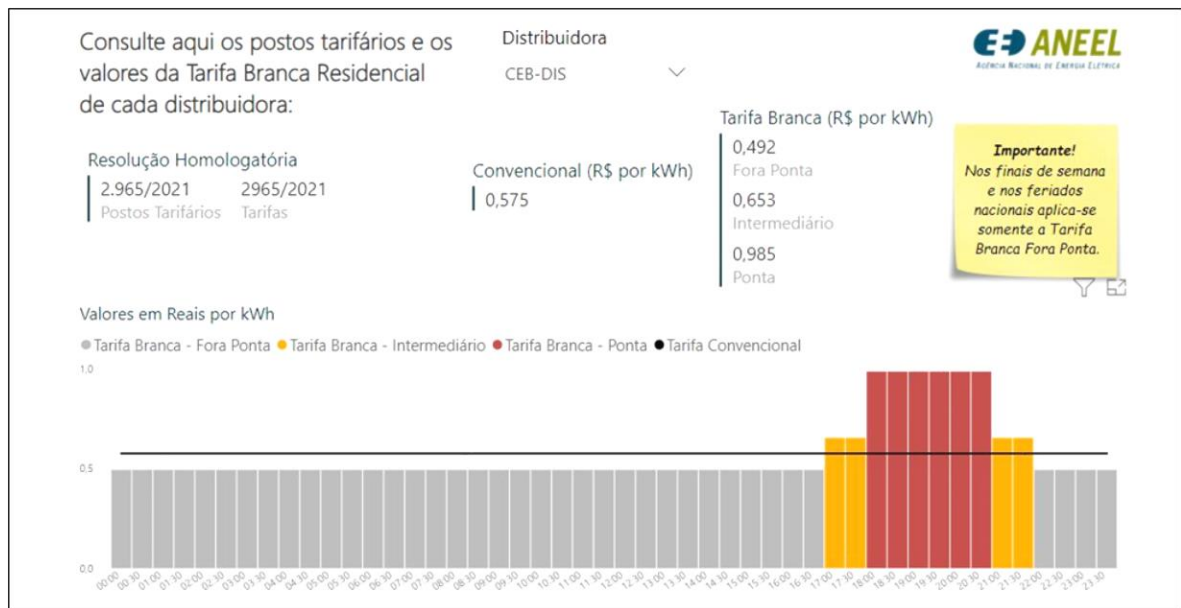 Consulte aqui os postos tarifários e os
valores da Tarifa Branca Residencial
de cada distribuidora:
Distribuidora
CEB-DIS
ANEEL
AGÊNCIA NACIONAL DE ENERGIA ELÉTRICA
Resolução Homologatória
2.965/2021 2965/2021
Postos Tarifários Tarifas
Convencional (R$ por kWh)
0,575
Tarifa Branca (R$ por kWh)
0,492
Fora Ponta
0,653
Intermediário
0,985
Ponta
Importante!
Nos finais de semana
e nos feriados
nacionais aplica-se
somente a Tarifa
Branca Fora Ponta.
Valores em Reais por kWh
Tarifa Branca - Fora Ponta Tarifa Branca - Intermediário Tarifa Branca - Ponta Tarifa Convencional
1.0
0.5
0.0
00:00 00:30 01:00 01:30 02:00 02:30 03:00 03:30 04:00 04:30 05:00 05:30 06:00 06:30 07:00 07:30 08:00 08:30 09:00 09:30 10:00 10:30 11:00 11:30 12:00 12:30 13:00 13:30 14:00 14:30 15:00 15:30 16:00 16:30 17:00 17:30 18:00 18:30 19:00 19:30 20:00 20:30 21:00 21:30 22:00 22:30 23:00 23:30